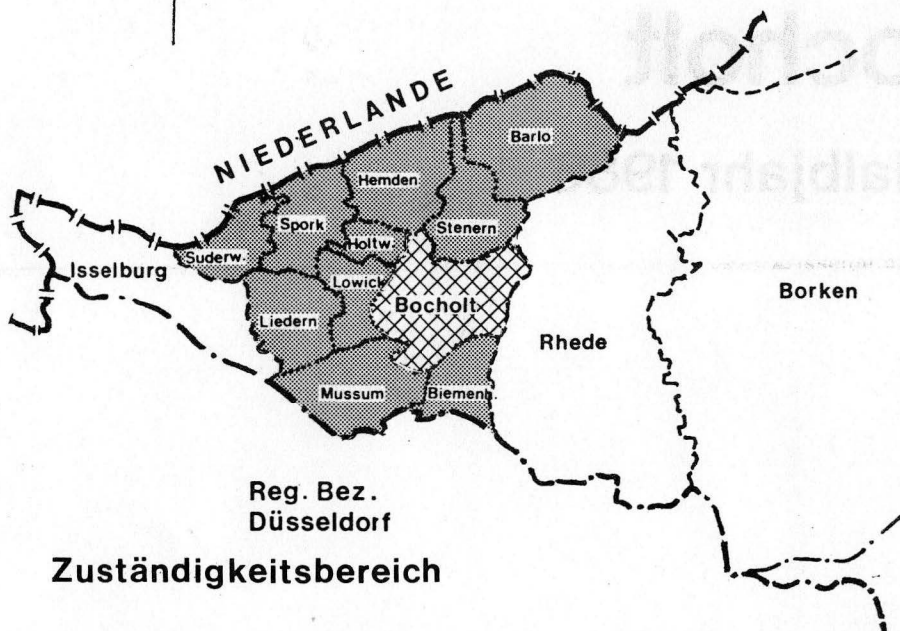 NIEDERLANDE
Barlo
Hemden
Spork
Stenern
Holtw.
Suderw.
Isselburg
Lowick
Bocholt
Borken
Liedern
Rhede
Mussum
Biemenh.
Reg. Bez.
Düsseldorf
Zuständigkeitsbereich